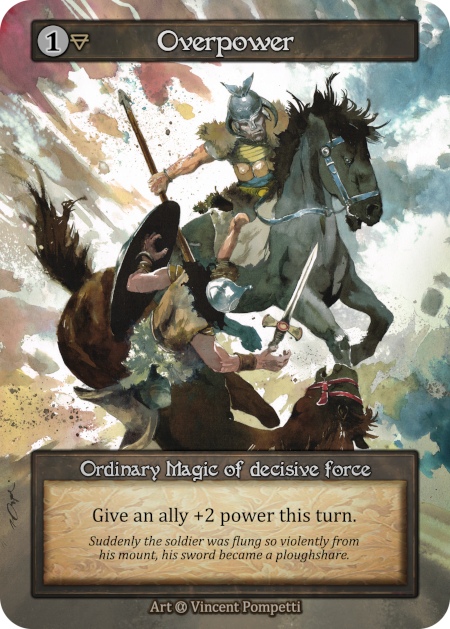 1
Overpower
Ordinary Magic of decisive force
Give an ally +2 power this turn.
Suddenly the soldier was flung so violently from
his mount, his sword became a ploughshare.
Art @ Vincent Pompetti